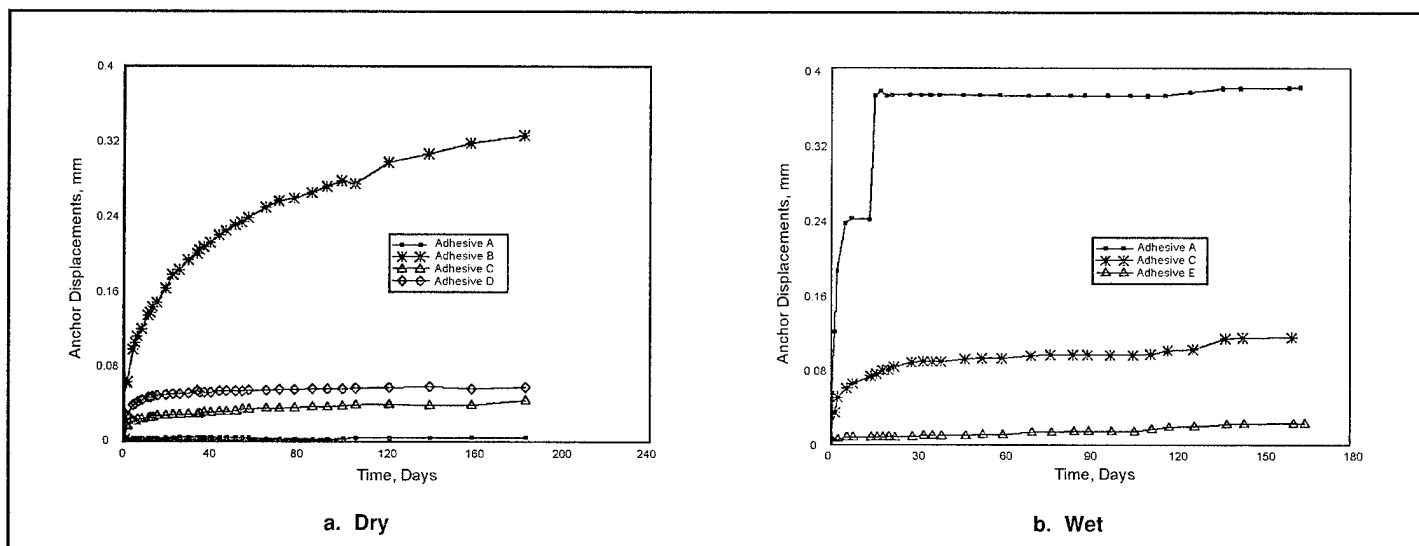 Anchor Displacements, mm
0.4
0.32
0.24
0.16
0.08
0
Adhesive A
Adhesive B
Adhesive C
Adhesive D
0 40 80 120 160 200 240
Time, Days
a. Dry
Anchor Displacements, mm
0.4
0.32
0.24
0.16
0.08
0
Adhesive A
Adhesive C
Adhesive E
0 30 60 90 120 150 180
Time, Days
b. Wet